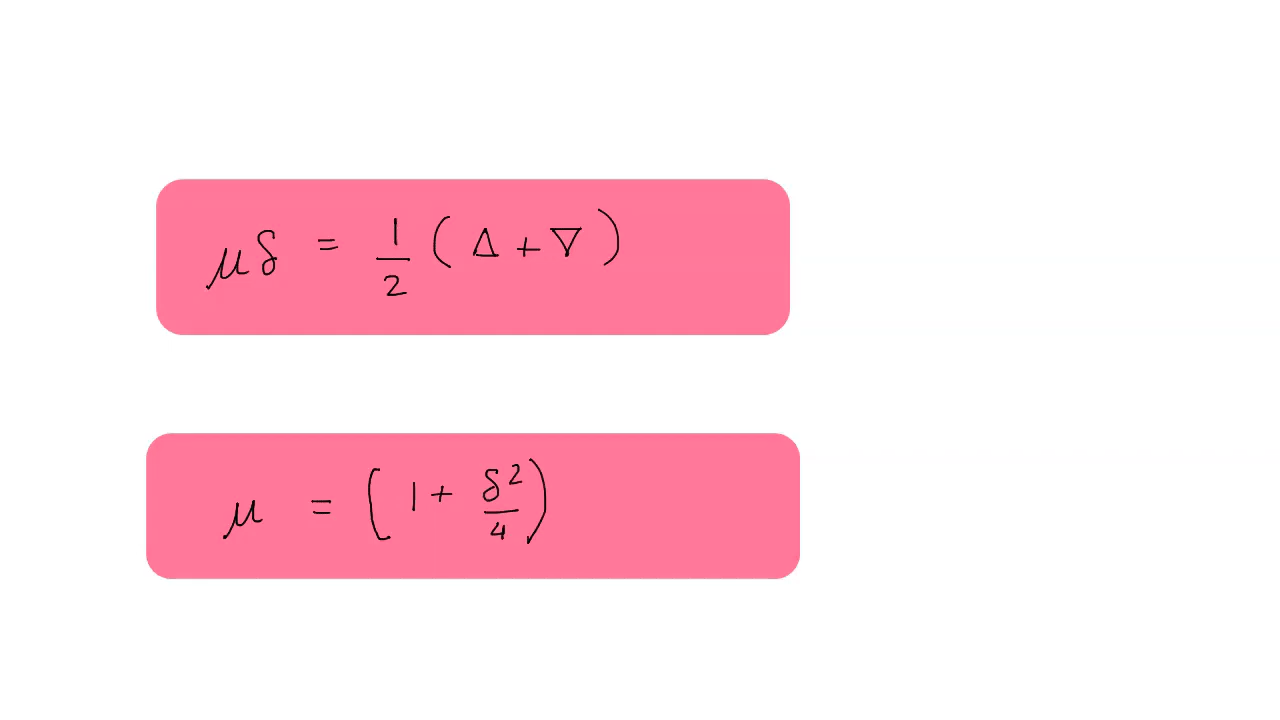 μδ = 1/2 (Δ + ∇)
μ = (1 + δ²/4)